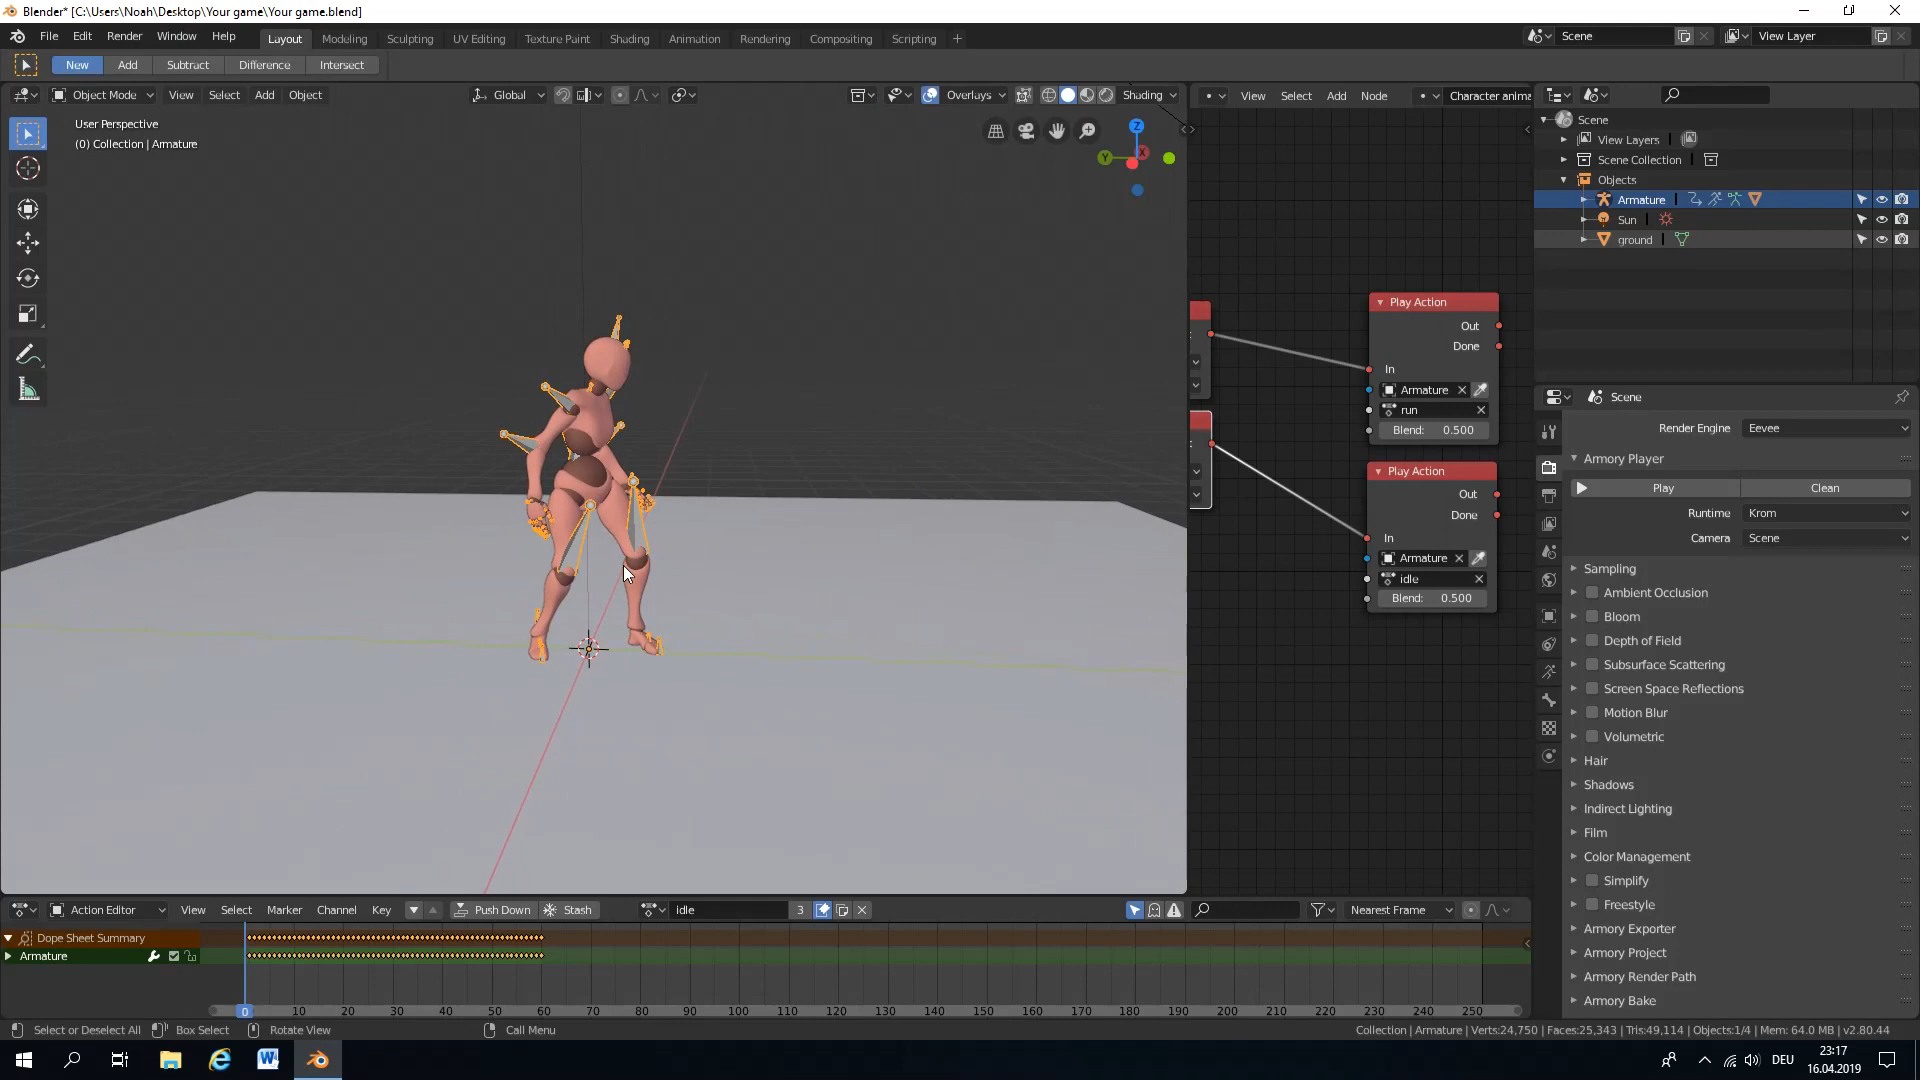 Blender* [C:\Users\Noah\Desktop\Your game\Your game.blend]
File Edit Render Window Help Layout Modeling Sculpting UV Editing Texture Paint Shading Animation Rendering Compositing Scripting Scene View Layer
New Add Subtract Difference Intersect
Object Mode View Select Add Object Global Overlays Shading View Select Add Node Character anima
User Perspective
(0) Collection | Armature
Z
Y
X
Scene
View Layers
Scene Collection
Objects
Armature
Sun
ground
Play Action
Out
Done
In
Armature
run
Blend: 0.500
Play Action
Out
Done
In
Armature
idle
Blend: 0.500
Scene
Render Engine Eevee
Armory Player
Play Clean
Runtime Krom
Camera Scene
Sampling
Ambient Occlusion
Bloom
Depth of Field
Subsurface Scattering
Screen Space Reflections
Motion Blur
Volumetric
Hair
Shadows
Indirect Lighting
Film
Color Management
Simplify
Freestyle
Armory Exporter
Armory Project
Armory Render Path
Armory Bake
Action Editor View Select Marker Channel Key Push Down Stash idle 3 Nearest Frame
Dope Sheet Summary
Armature
0 10 20 30 40 50 60 70 80 90 100 110 120 130 140 150 160 170 180 190 200 210 220 230 240 250
Select or Deselect All Box Select Rotate View Call Menu Collection | Armature | Verts:24,750 | Faces:25,343 | Tris:49,114 | Objects:1/4 | Mem: 64.0 MB | v2.80.44
DEU
23:17
16.04.2019